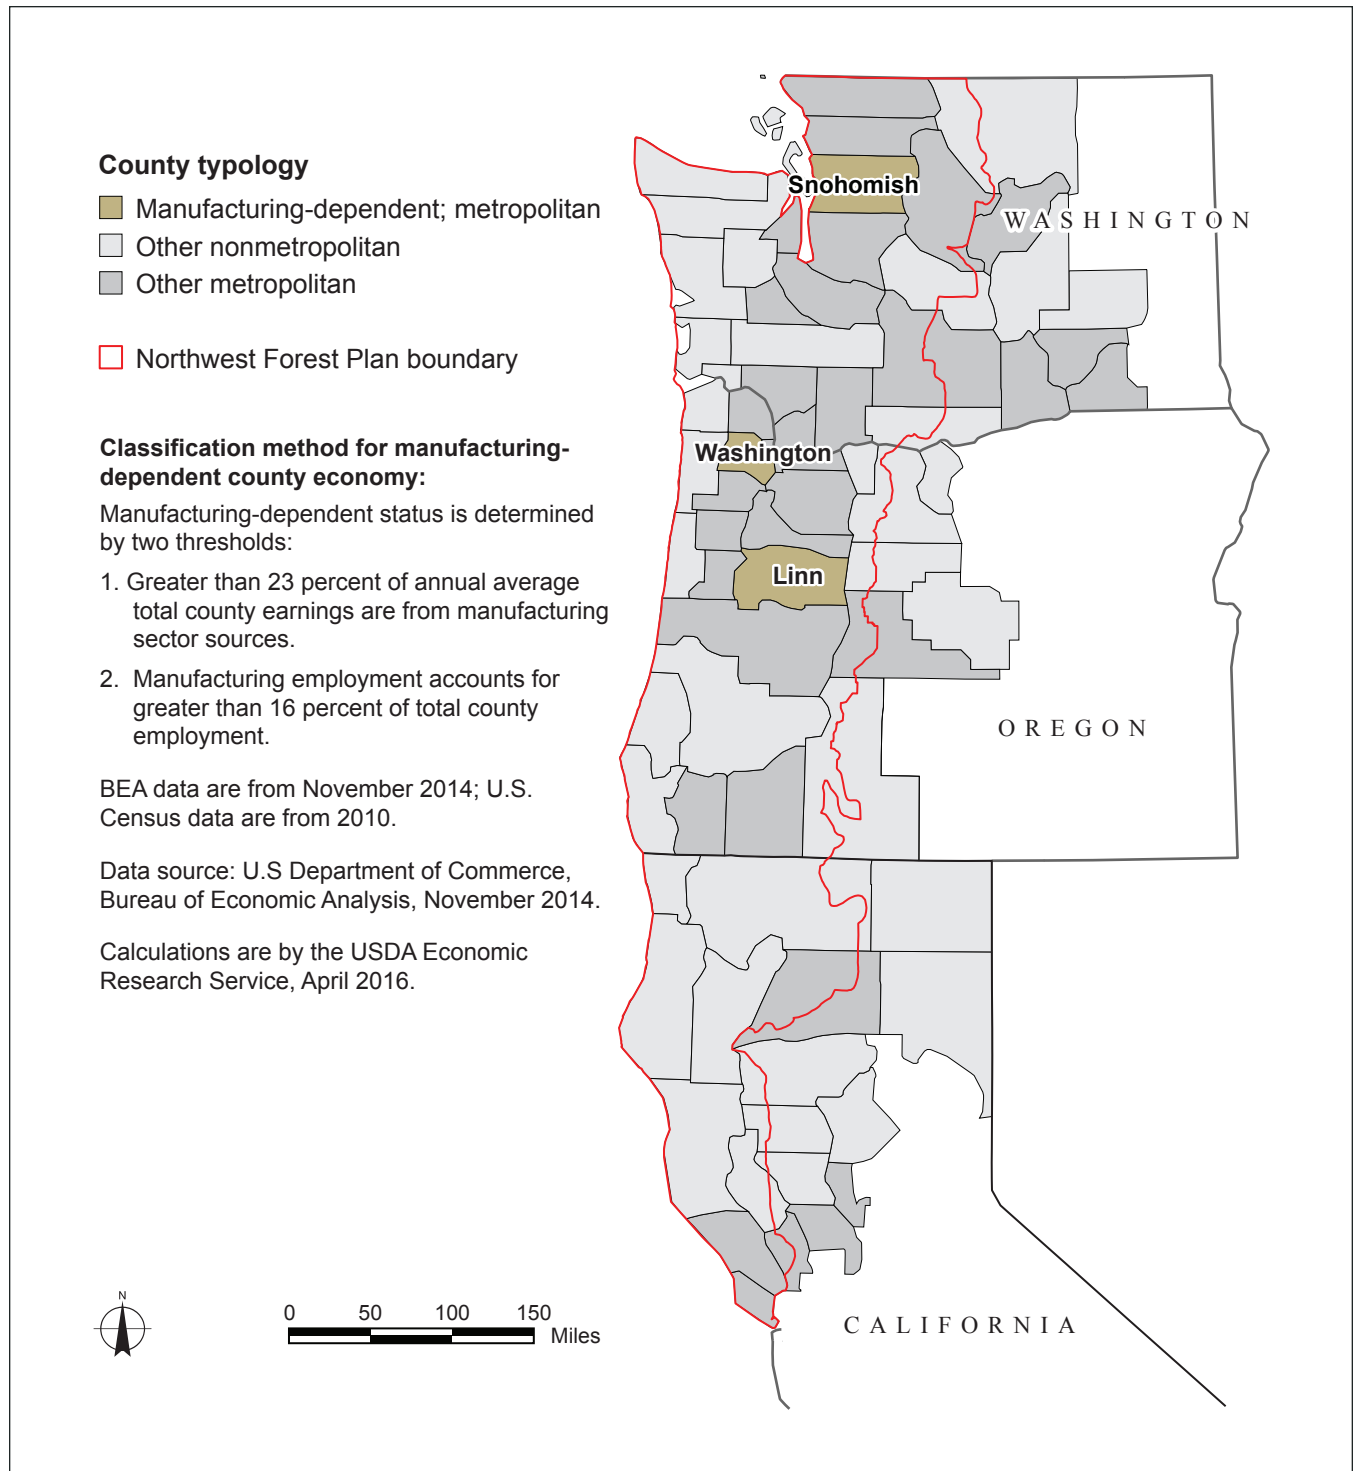 County typology
Manufacturing-dependent; metropolitan
Other nonmetropolitan
Other metropolitan
Northwest Forest Plan boundary
Classification method for manufacturing-
dependent county economy:
Manufacturing-dependent status is determined
by two thresholds:
1. Greater than 23 percent of annual average
total county earnings are from manufacturing
sector sources.
2. Manufacturing employment accounts for
greater than 16 percent of total county
employment.
BEA data are from November 2014; U.S.
Census data are from 2010.
Data source: U.S Department of Commerce,
Bureau of Economic Analysis, November 2014.
Calculations are by the USDA Economic
Research Service, April 2016.
N
0 50 100 150
Miles
Snohomish
WASHINGTON
Washington
Linn
OREGON
CALIFORNIA